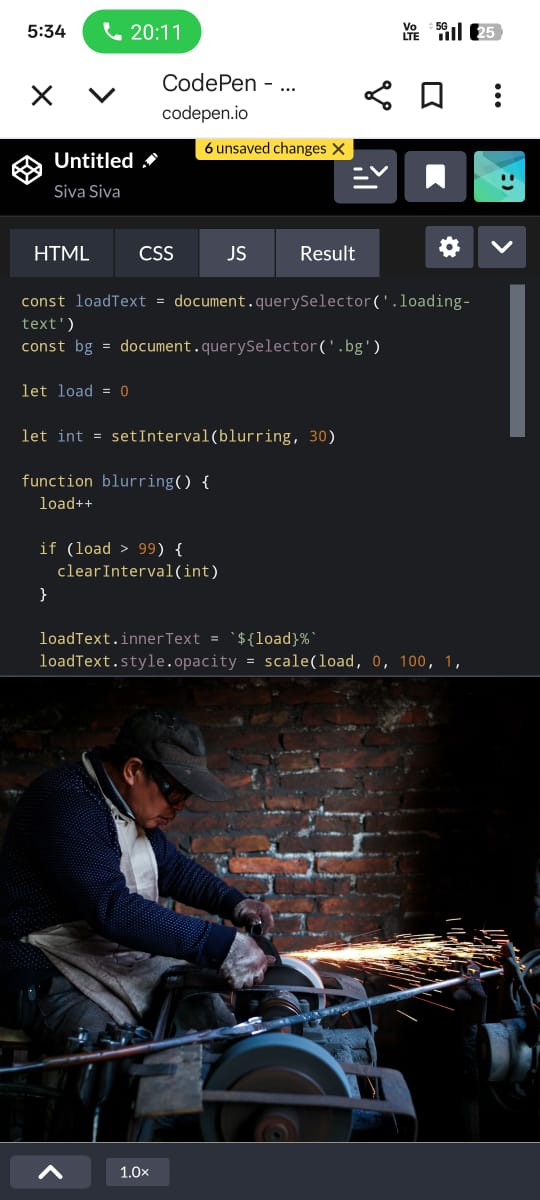 5:34
20:11
Vo
LTE
5G
25
CodePen - ...
codepen.io
6 unsaved changes
Untitled
Siva Siva
HTML
CSS
JS
Result
const loadText = document.querySelector('.loading-
text')
const bg = document.querySelector('.bg')
let load = 0
let int = setInterval(blurring, 30)
function blurring() {
load++
if (load > 99) {
clearInterval(int)
}
loadText.innerText = `${load}%`
loadText.style.opacity = scale(load, 0, 100, 1,
1.0×